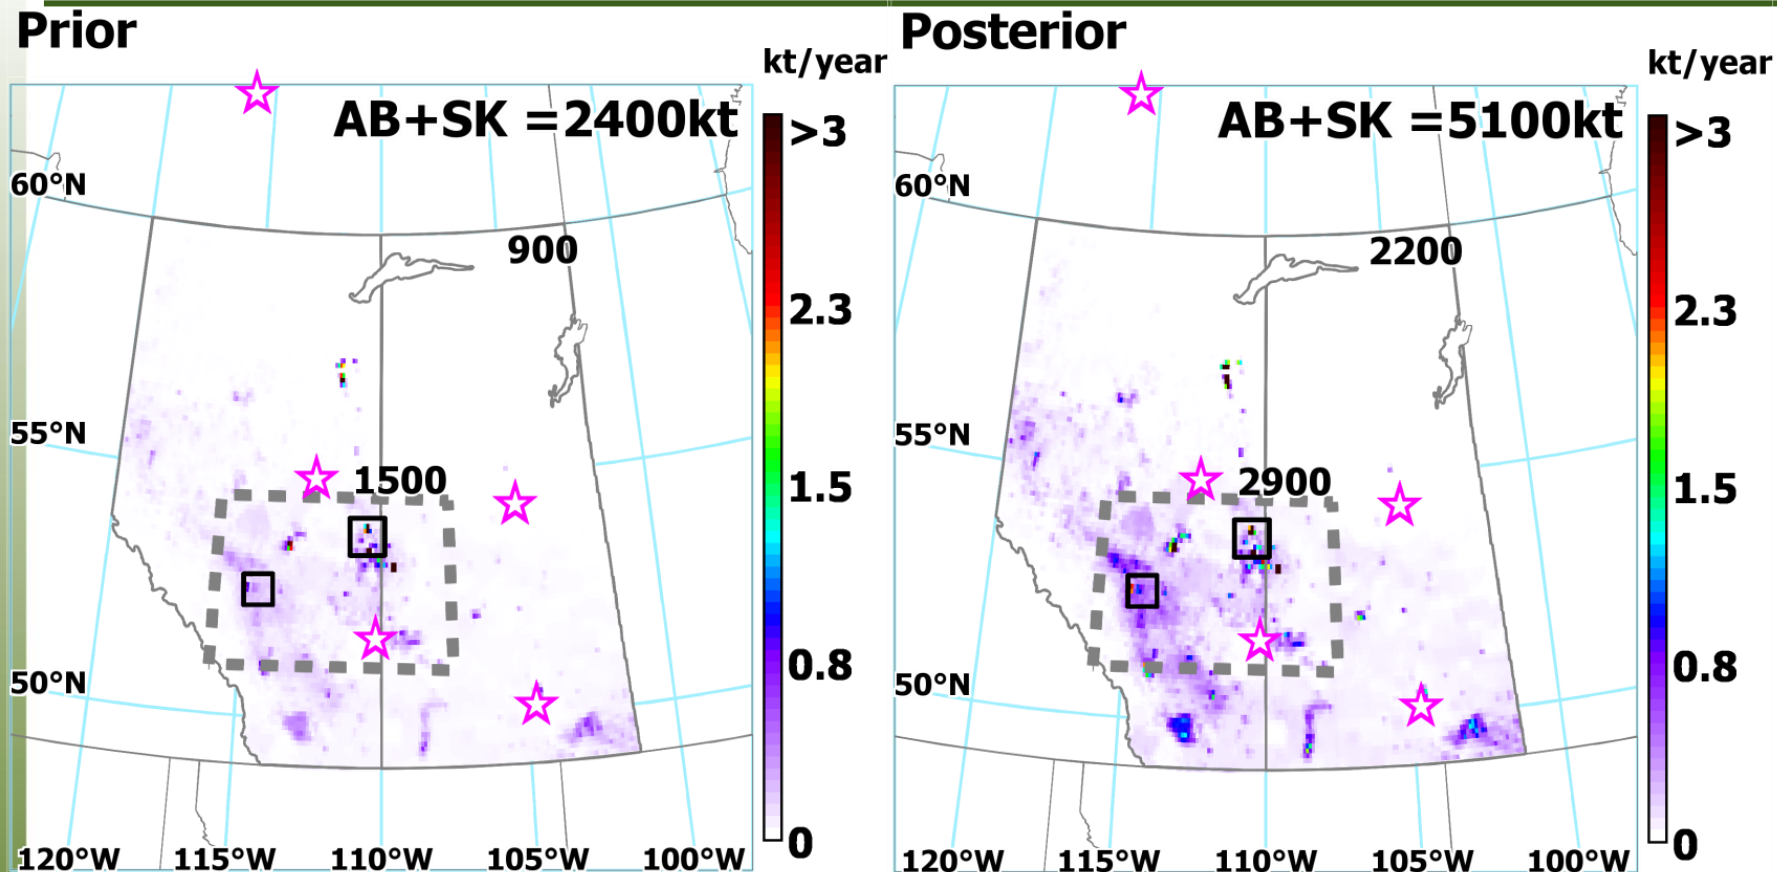 Prior
kt/year
AB+SK =2400kt
>3
60°N
900
2.3
55°N
1500
1.5
50°N
0.8
0
120°W 115°W 110°W 105°W 100°W
Posterior
kt/year
AB+SK =5100kt
>3
60°N
2200
2.3
55°N
2900
1.5
50°N
0.8
0
120°W 115°W 110°W 105°W 100°W